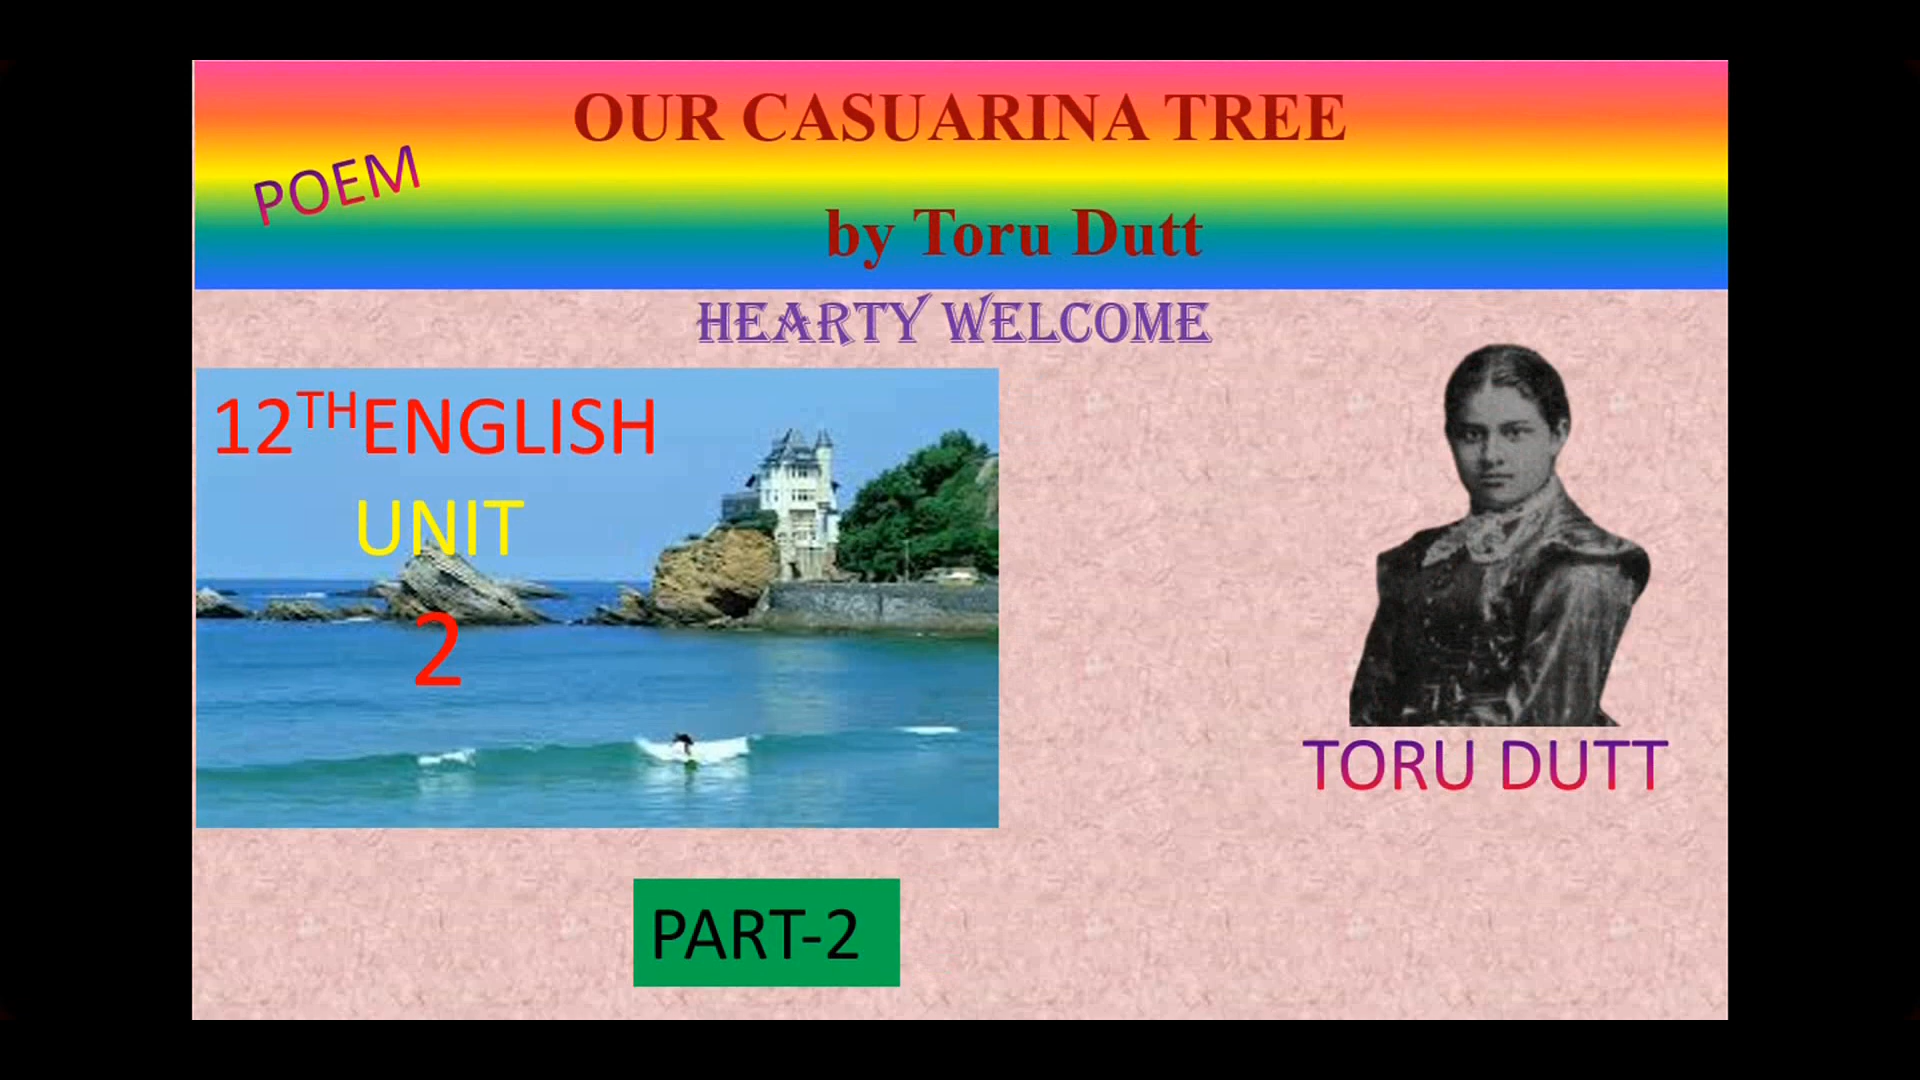 OUR CASUARINA TREE
POEM
by Toru Dutt
HEARTY WELCOME
12THENGLISH
UNIT
2
TORU DUTT
PART-2